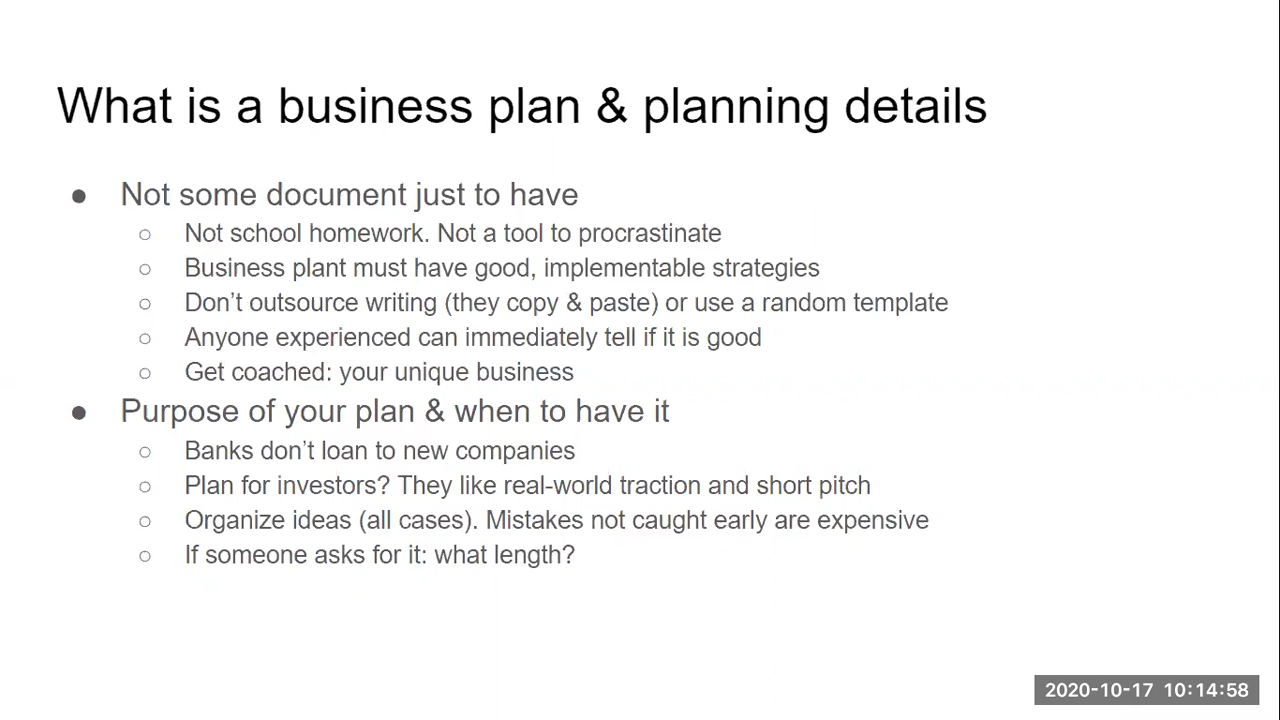 What is a business plan & planning details
● Not some document just to have
○ Not school homework. Not a tool to procrastinate
○ Business plant must have good, implementable strategies
○ Don’t outsource writing (they copy & paste) or use a random template
○ Anyone experienced can immediately tell if it is good
○ Get coached: your unique business
● Purpose of your plan & when to have it
○ Banks don’t loan to new companies
○ Plan for investors? They like real-world traction and short pitch
○ Organize ideas (all cases). Mistakes not caught early are expensive
○ If someone asks for it: what length?
2020-10-17 10:14:58